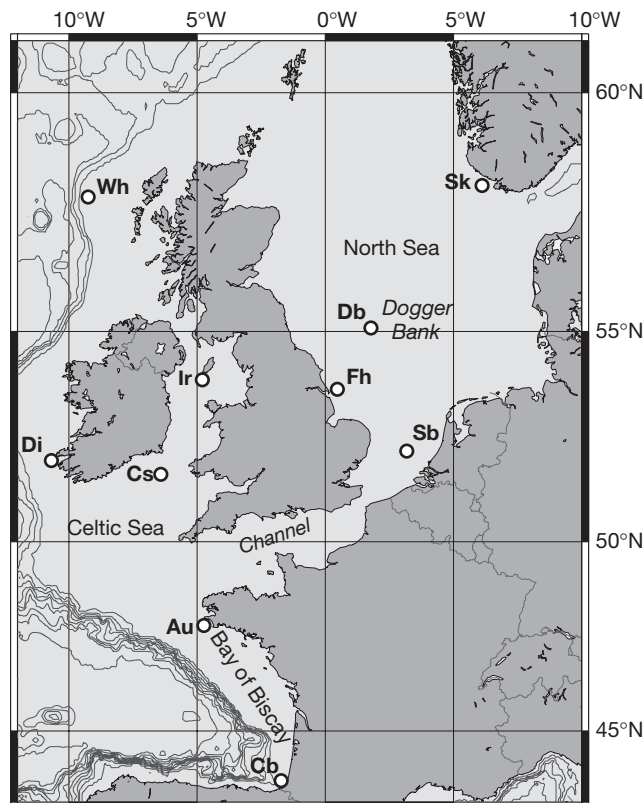 10°W 5°W 0°W 5°W 10°W
60°N
Wh
Sk
North Sea
Db
Dogger
Bank
55°N
Ir
Fh
Sb
Di
Cs
Celtic Sea
Channel
50°N
Au
Bay of Biscay
45°N
Cb